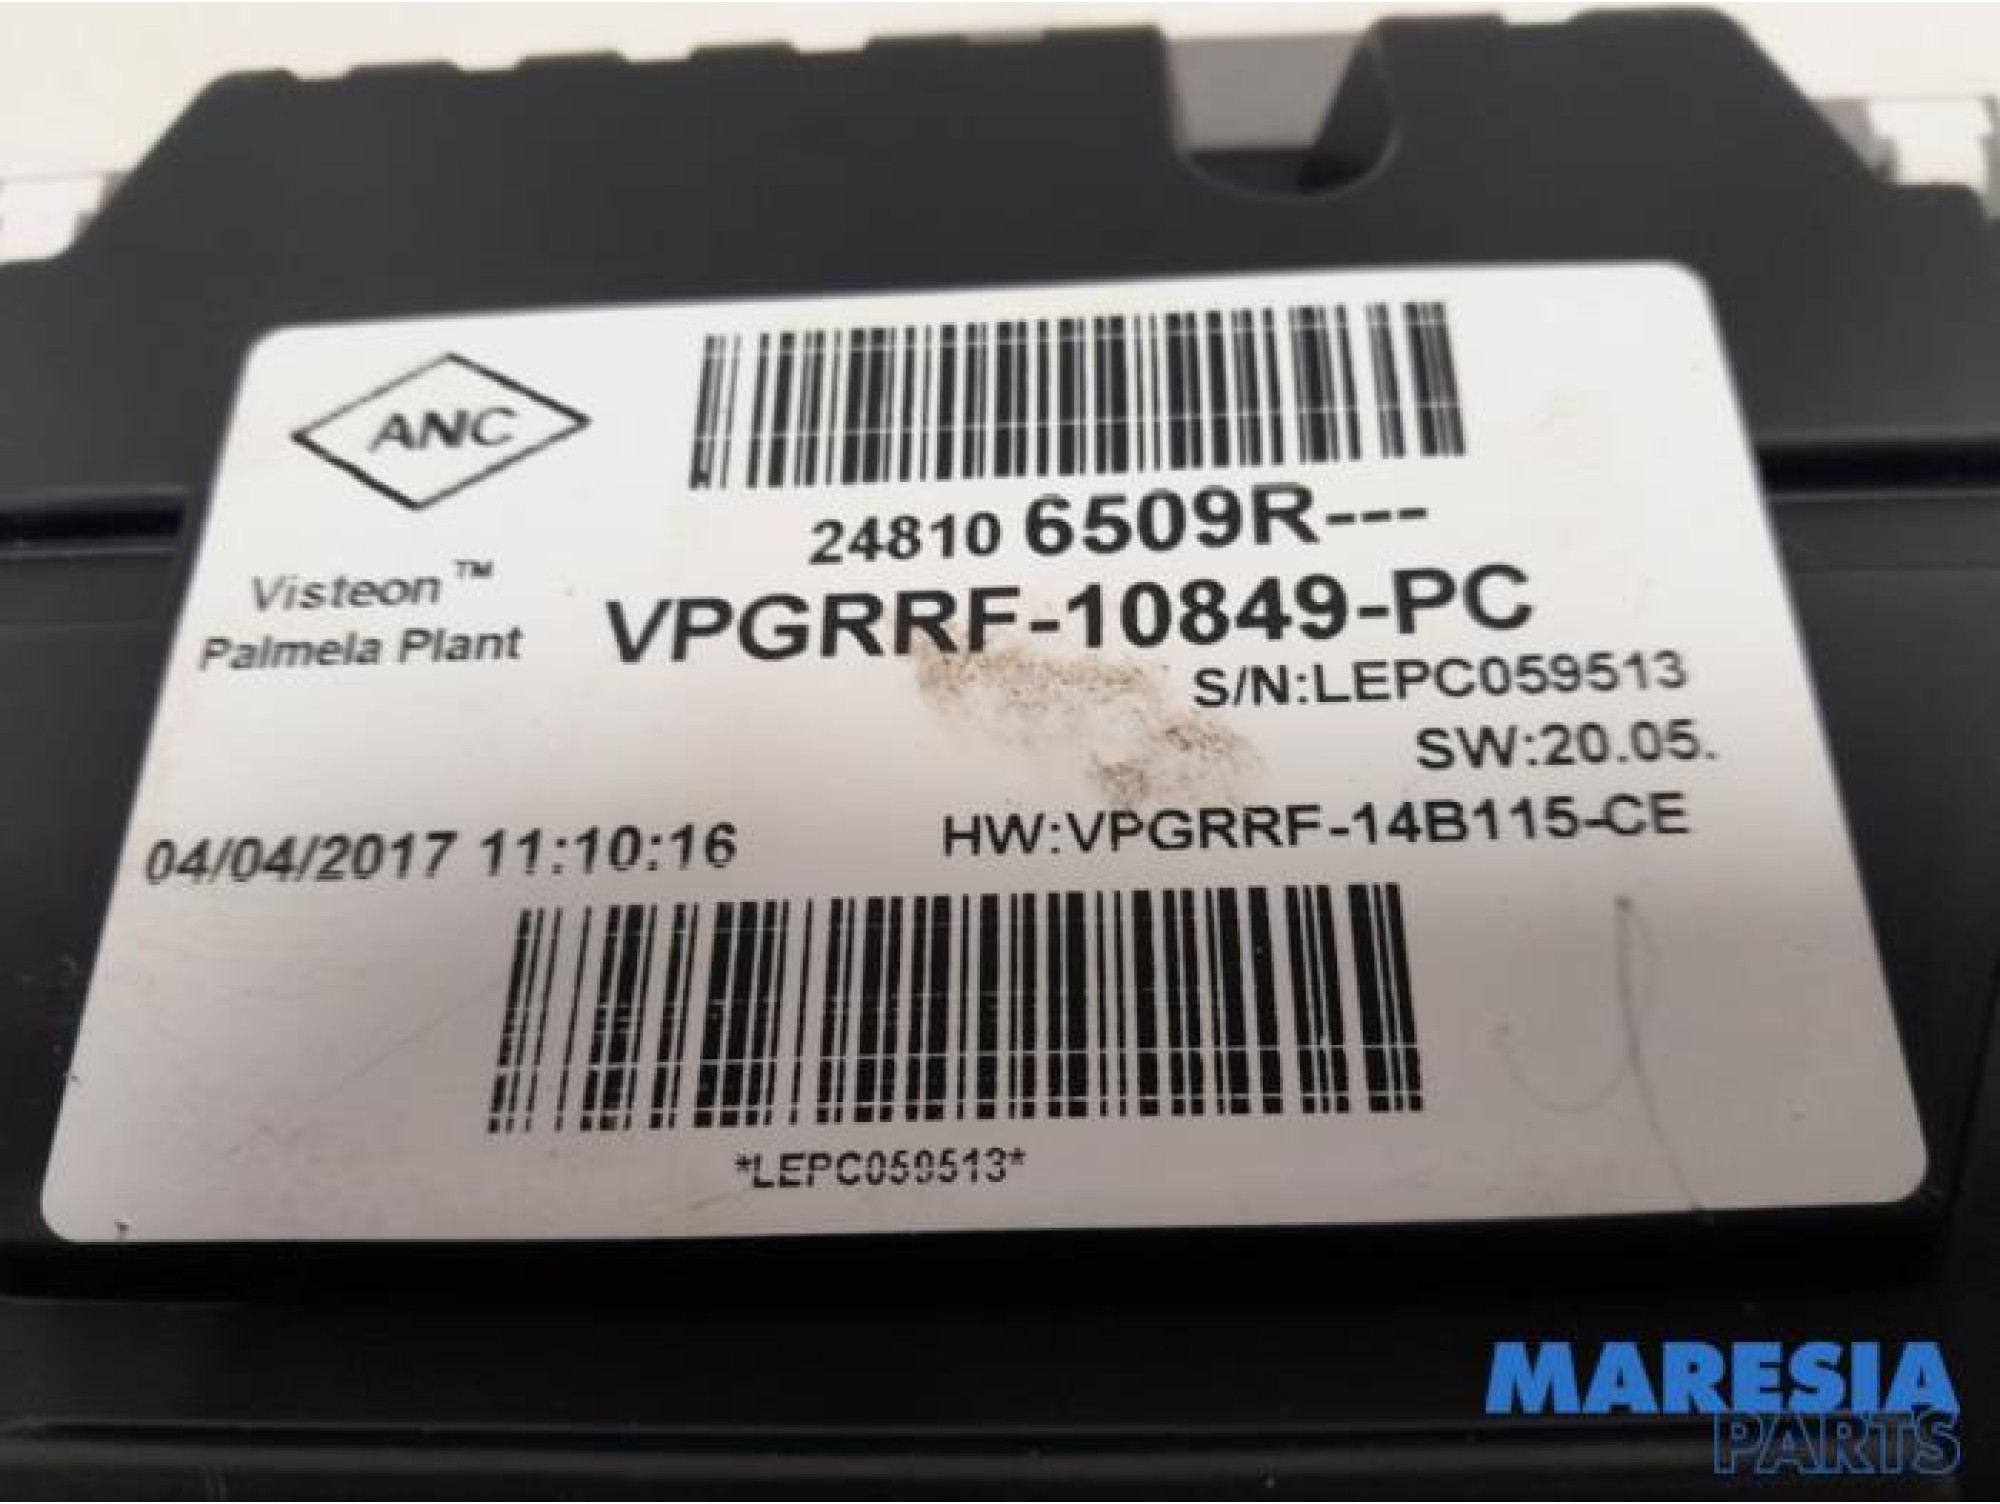 ANC
Visteon™
Palmela Plant
24810 6509R---
VPGRRF-10849-PC
S/N:LEPC059513
SW:20.05.
04/04/2017 11:10:16
HW:VPGRRF-14B115-CE
*LEPC059513*
MARESIA
PARTS